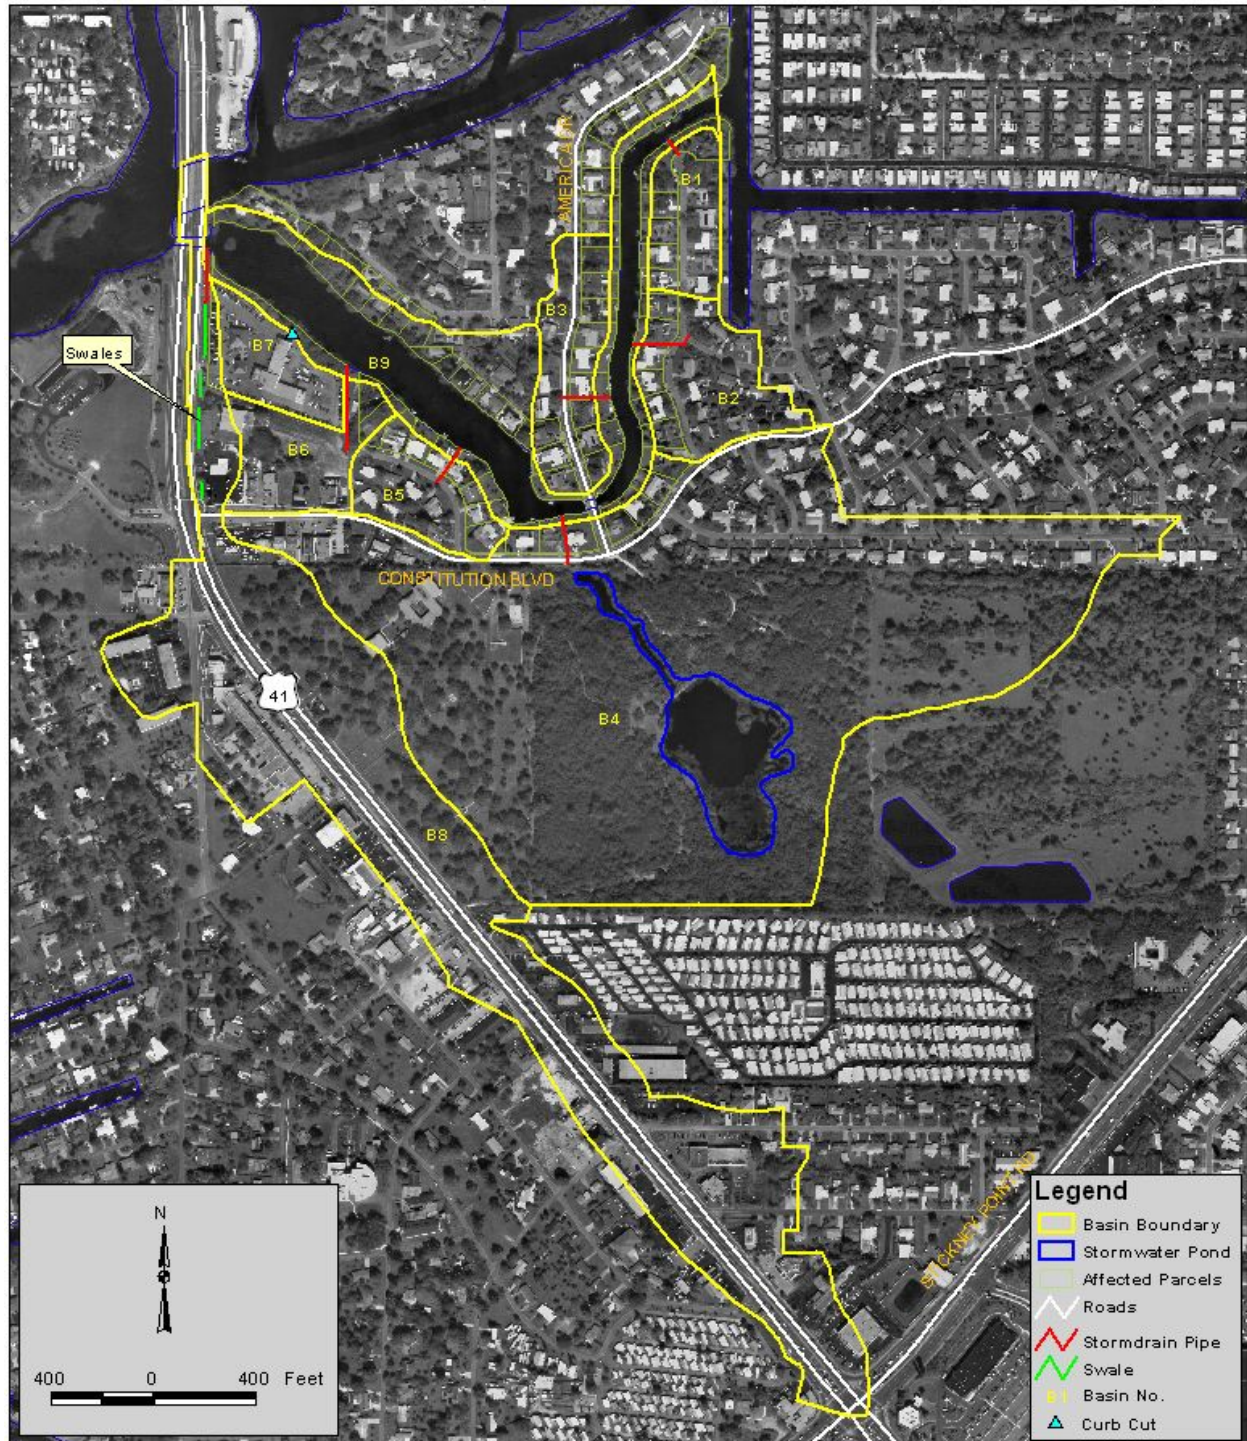 AMERICA DR
B1
B3
Swales
B7
B9
B2
B6
B5
CONSTITUTION BLVD
41
B4
B8
STICKNEY POINT RD
N
400 0 400 Feet
Legend
Basin Boundary
Stormwater Pond
Affected Parcels
Roads
Stormdrain Pipe
Swale
B1 Basin No.
Curb Cut